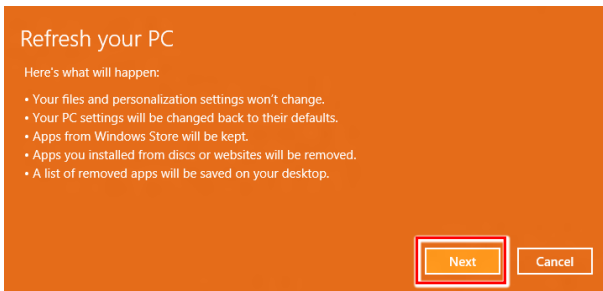 Refresh your PC
Here's what will happen:
• Your files and personalization settings won't change.
• Your PC settings will be changed back to their defaults.
• Apps from Windows Store will be kept.
• Apps you installed from discs or websites will be removed.
• A list of removed apps will be saved on your desktop.
Next Cancel